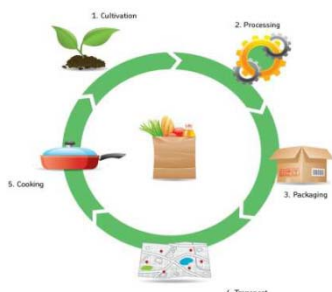 1. Cultivation
2. Processing
3. Packaging
5. Cooking